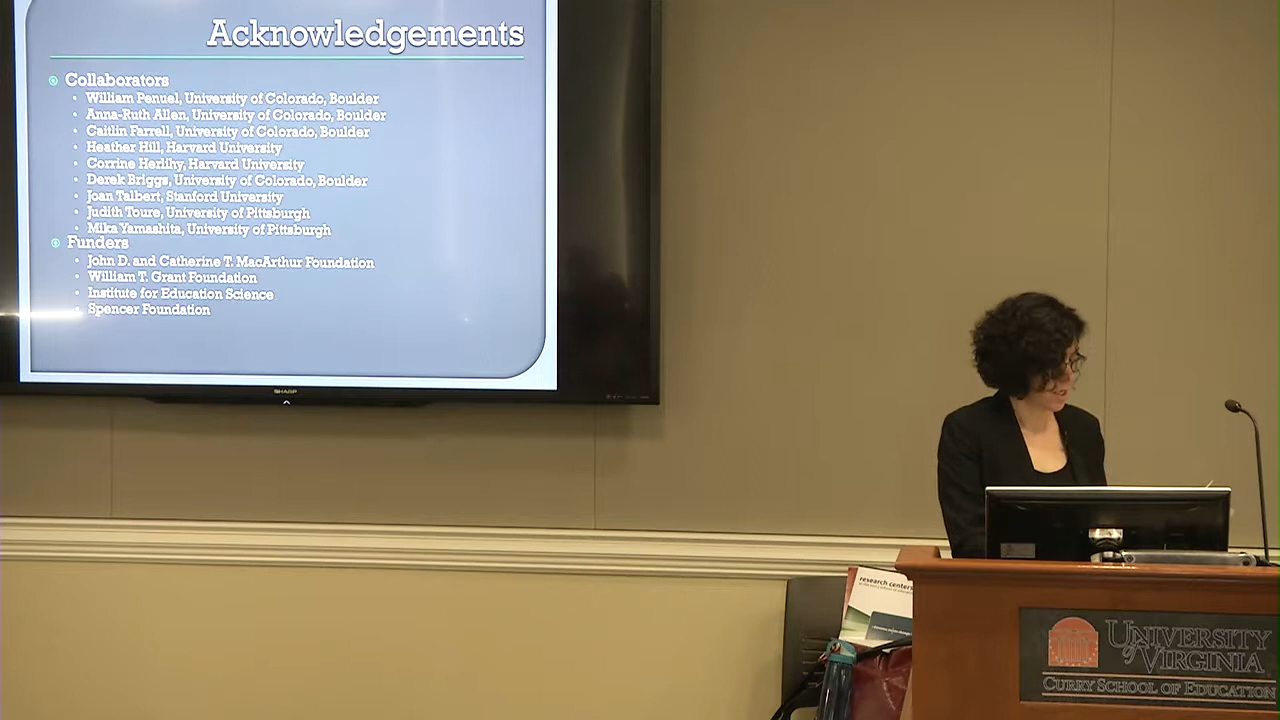 Acknowledgements
Collaborators
William Penuel, University of Colorado, Boulder
Anna-Ruth Allen, University of Colorado, Boulder
Caitlin Farrell, University of Colorado, Boulder
Heather Hill, Harvard University
Corrine Herlihy, Harvard University
Derek Briggs, University of Colorado, Boulder
Joan Talbert, Stanford University
Judith Toure, University of Pittsburgh
Mika Yamashita, University of Pittsburgh
Funders
John D. and Catherine T. MacArthur Foundation
William T. Grant Foundation
Institute for Education Science
Spencer Foundation
SHARP
research centers
UNIVERSITY
of VIRGINIA
CURRY SCHOOL OF EDUCATION